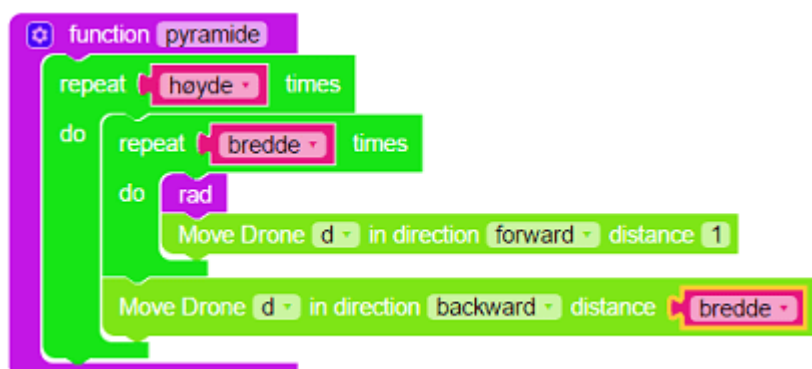 function pyramide
repeat høyde times
do repeat bredde times
do rad
Move Drone d in direction forward distance 1
Move Drone d in direction backward distance bredde